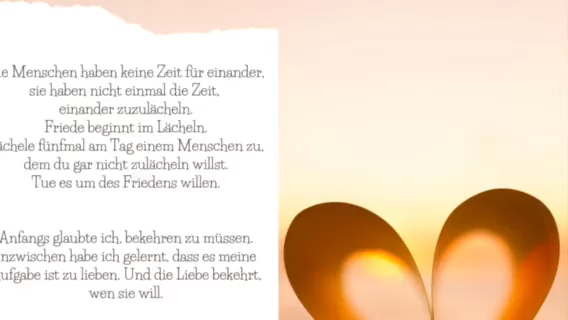 e Menschen haben keine Zeit für einander,
sie haben nicht einmal die Zeit,
einander zuzulächeln.
Friede beginnt im Lächeln.
ächele fünfmal am Tag einem Menschen zu,
dem du gar nicht zulächeln willst.
Tue es um des Friedens willen.
Anfangs glaubte ich, bekehren zu müssen.
nzwischen habe ich gelernt, dass es meine
ufgabe ist zu lieben. Und die Liebe bekehrt,
wen sie will.